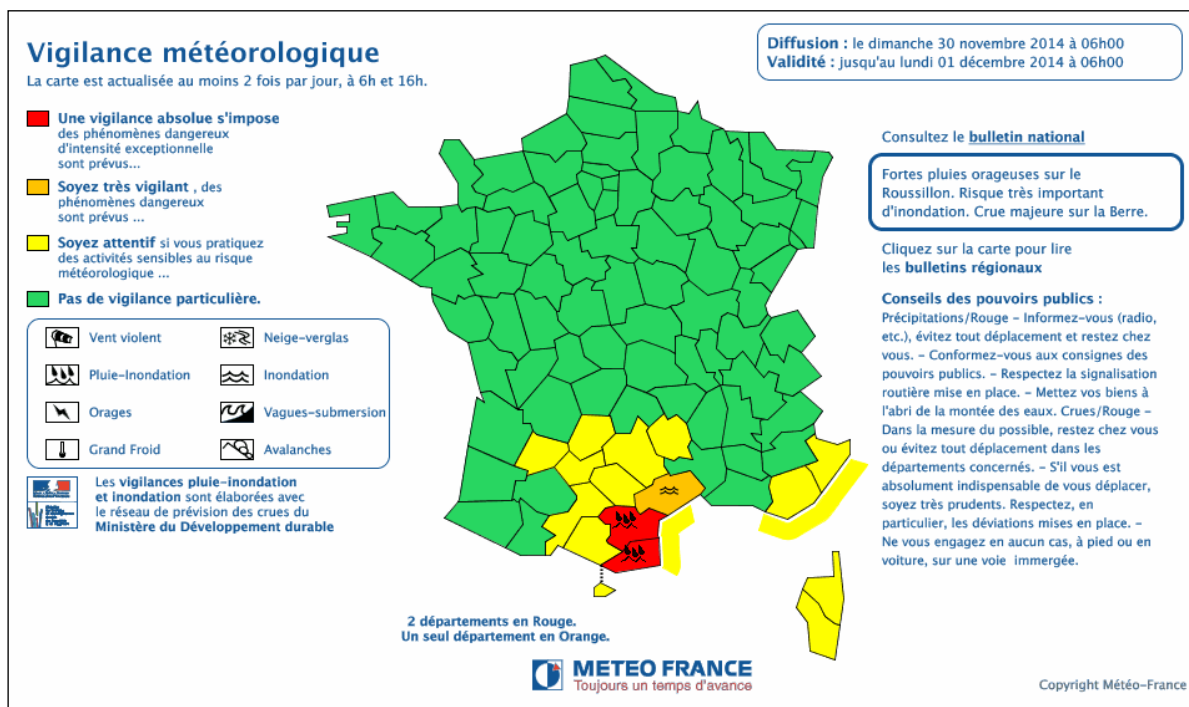 Vigilance météorologique
La carte est actualisée au moins 2 fois par jour, à 6h et 16h.
Diffusion : le dimanche 30 novembre 2014 à 06h00
Validité : jusqu'au lundi 01 décembre 2014 à 06h00
Une vigilance absolue s'impose
des phénomènes dangereux
d'intensité exceptionnelle
sont prévus...
Soyez très vigilant , des
phénomènes dangereux
sont prévus ...
Soyez attentif si vous pratiquez
des activités sensibles au risque
météorologique ...
Pas de vigilance particulière.
Vent violent
Neige-verglas
Pluie-Inondation
Inondation
Orages
Vagues-submersion
Grand Froid
Avalanches
Les vigilances pluie-inondation
et inondation sont élaborées avec
le réseau de prévision des crues du
Ministère du Développement durable
Consultez le bulletin national
Fortes pluies orageuses sur le
Roussillon. Risque très important
d'inondation. Crue majeure sur la Berre.
Cliquez sur la carte pour lire
les bulletins régionaux
Conseils des pouvoirs publics :
Précipitations/Rouge – Informez-vous (radio,
etc.), évitez tout déplacement et restez chez
vous. – Conformez-vous aux consignes des
pouvoirs publics. – Respectez la signalisation
routière mise en place. – Mettez vos biens à
l'abri de la montée des eaux. Crues/Rouge –
Dans la mesure du possible, restez chez vous
ou évitez tout déplacement dans les
départements concernés. – S'il vous est
absolument indispensable de vous déplacer,
soyez très prudents. Respectez, en
particulier, les déviations mises en place. –
Ne vous engagez en aucun cas, à pied ou en
voiture, sur une voie immergée.
2 départements en Rouge.
Un seul département en Orange.
METEO FRANCE
Toujours un temps d'avance
Copyright Météo-France